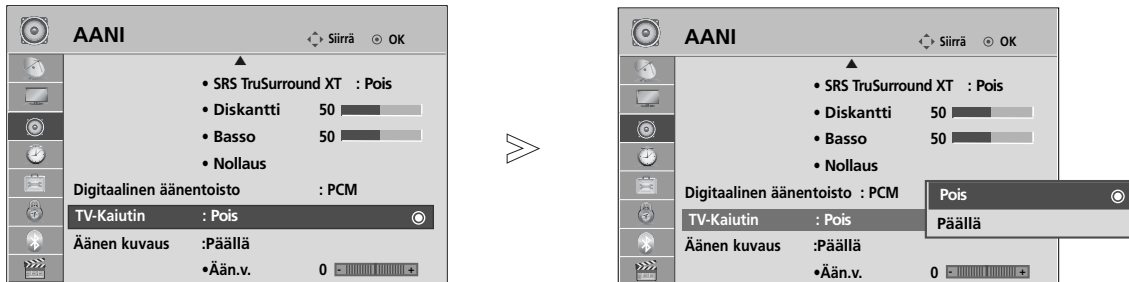 AANI Siirrä OK
• SRS TruSurround XT : Pois
• Diskantti 50
• Basso 50
• Nollaus
Digitaalinen äänentoisto : PCM
TV-Kaiutin : Pois
Äänen kuvaus :Päällä
•Ään.v. 0 - +
AANI Siirrä OK
• SRS TruSurround XT : Pois
• Diskantti 50
• Basso 50
• Nollaus
Digitaalinen äänentoisto : PCM
TV-Kaiutin : Pois
Äänen kuvaus :Päällä
•Ään.v. 0 - +
Pois
Päällä